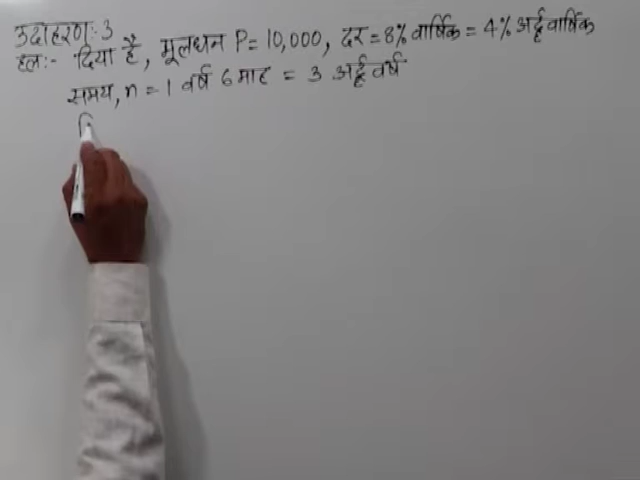 उदाहरण:-3
हल:- दिया है, मूलधन P = 10,000, दर = 8% वार्षिक = 4% अर्द्धवार्षिक
समय, n = 1 वर्ष 6 माह = 3 अर्द्धवर्ष